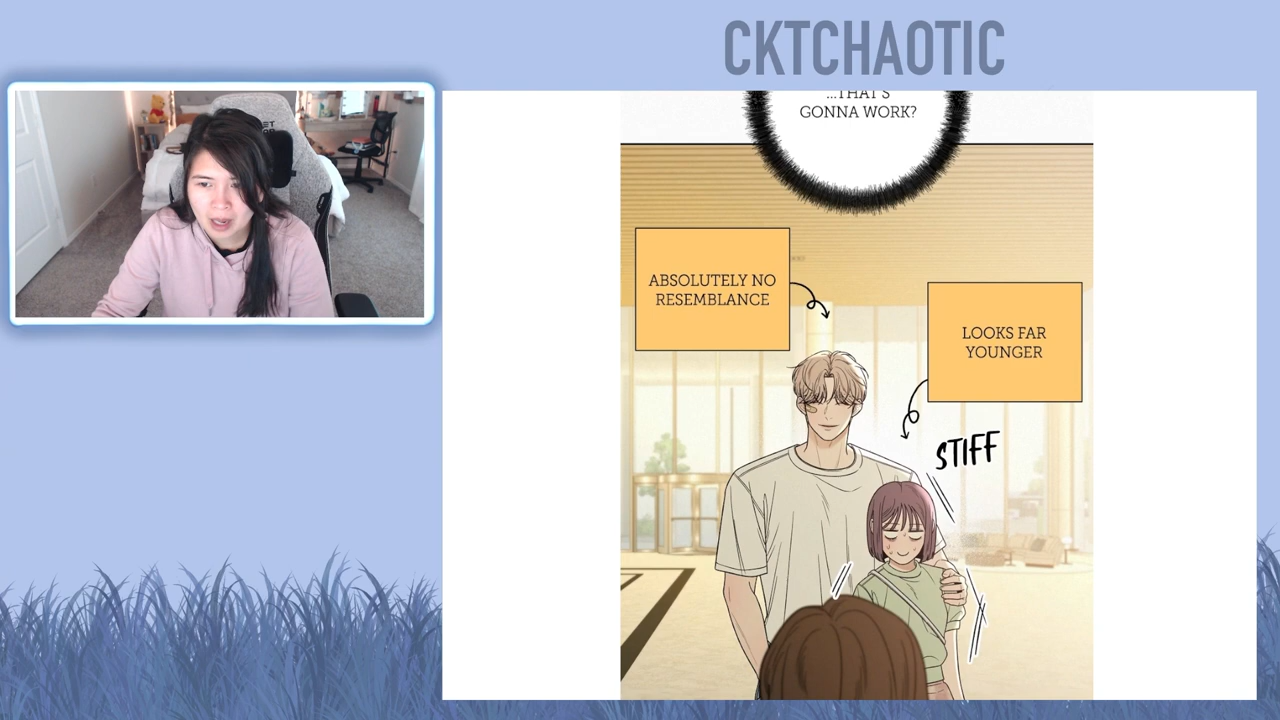 CKTCHAOTIC
...THAT'S
GONNA WORK?
ABSOLUTELY NO
RESEMBLANCE
LOOKS FAR
YOUNGER
STIFF